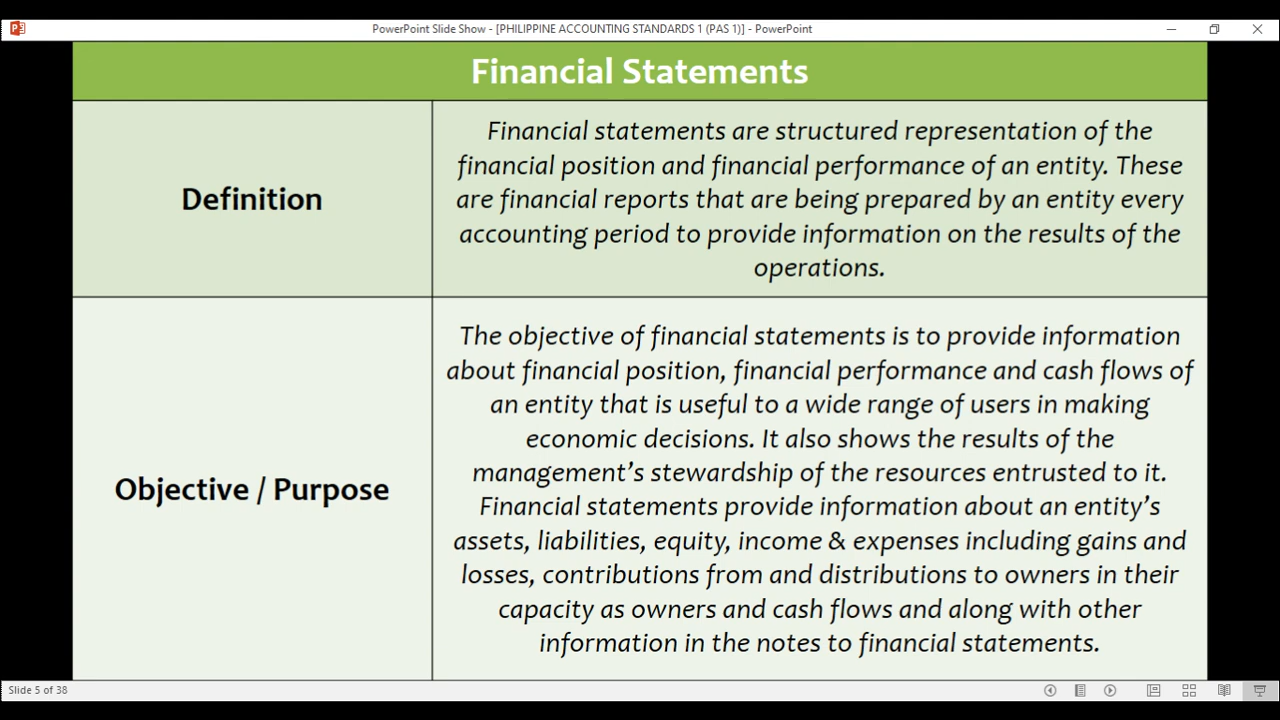 PowerPoint Slide Show - [PHILIPPINE ACCOUNTING STANDARDS 1 (PAS 1)] - PowerPoint
Financial Statements
Definition
Financial statements are structured representation of the
financial position and financial performance of an entity. These
are financial reports that are being prepared by an entity every
accounting period to provide information on the results of the
operations.
Objective / Purpose
The objective of financial statements is to provide information
about financial position, financial performance and cash flows of
an entity that is useful to a wide range of users in making
economic decisions. It also shows the results of the
management’s stewardship of the resources entrusted to it.
Financial statements provide information about an entity’s
assets, liabilities, equity, income & expenses including gains and
losses, contributions from and distributions to owners in their
capacity as owners and cash flows and along with other
information in the notes to financial statements.
Slide 5 of 38